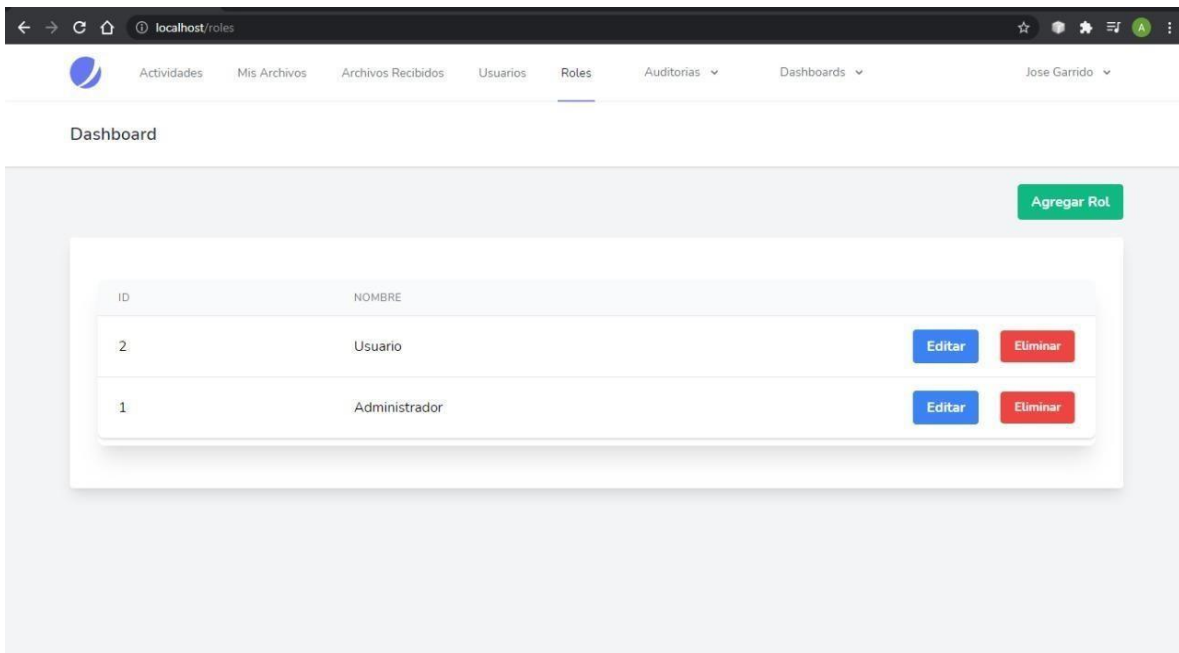 localhost/roles
A
Actividades Mis Archivos Archivos Recibidos Usuarios Roles Auditorias Dashboards Jose Garrido
Dashboard
Agregar Rol
ID NOMBRE
2 Usuario Editar Eliminar
1 Administrador Editar Eliminar